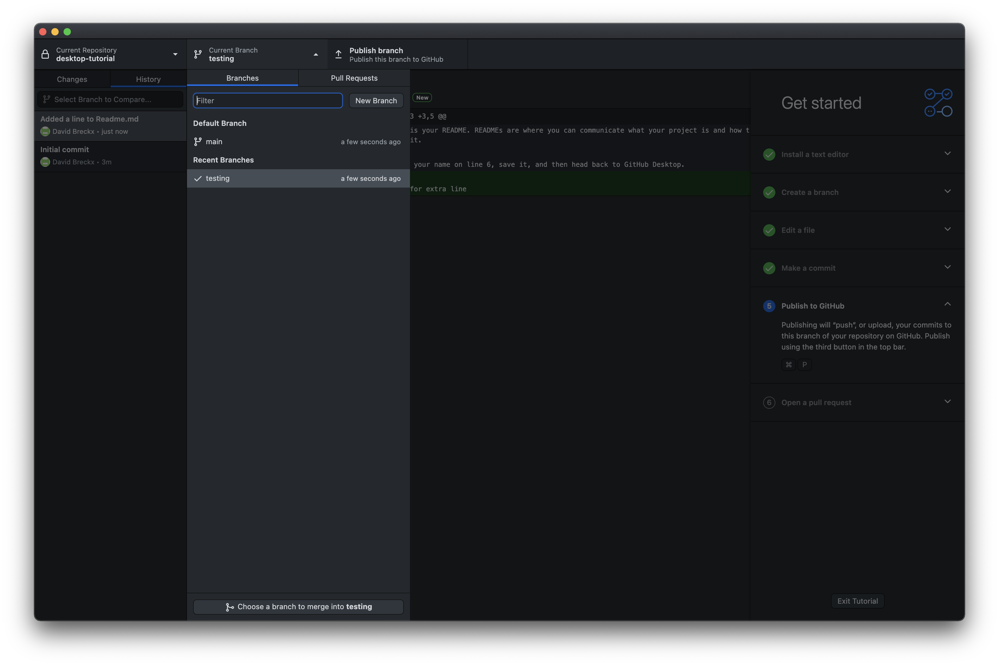 Current Repository
desktop-tutorial
Current Branch
testing
Publish branch
Publish this branch to GitHub
Changes
History
Select Branch to Compare...
Added a line to Readme.md
David Breckx • just now
Initial commit
David Breckx • 3m
Branches
Pull Requests
Filter
New Branch
Default Branch
main
a few seconds ago
Recent Branches
testing
a few seconds ago
Choose a branch to merge into testing
New
3 +3,5 @@
is your README. READMEs are where you can communicate what your project is and how t
it.
your name on line 6, save it, and then head back to GitHub Desktop.
for extra line
Get started
Install a text editor
Create a branch
Edit a file
Make a commit
5 Publish to GitHub
Publishing will “push”, or upload, your commits to
this branch of your repository on GitHub. Publish
using the third button in the top bar.
⌘ P
6 Open a pull request
Exit Tutorial